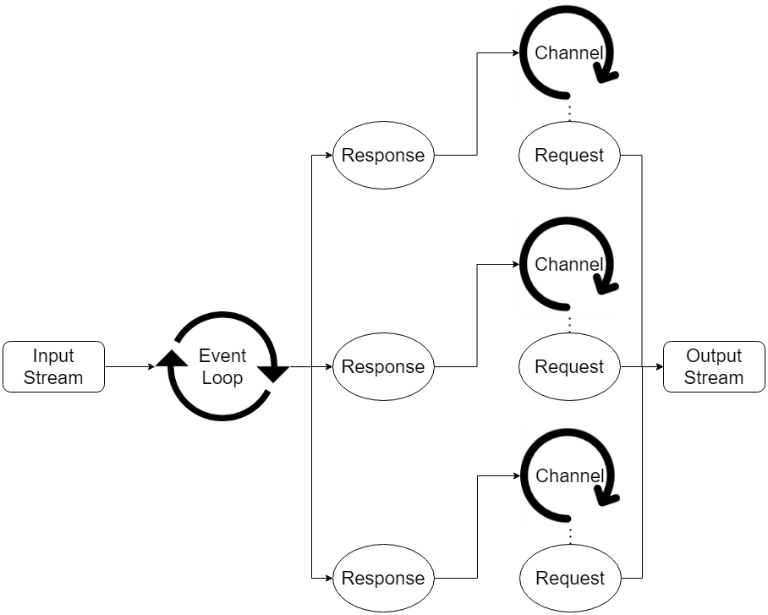 Channel
Response
Request
Channel
Input
Stream
Event
Loop
Response
Request
Output
Stream
Channel
Response
Request